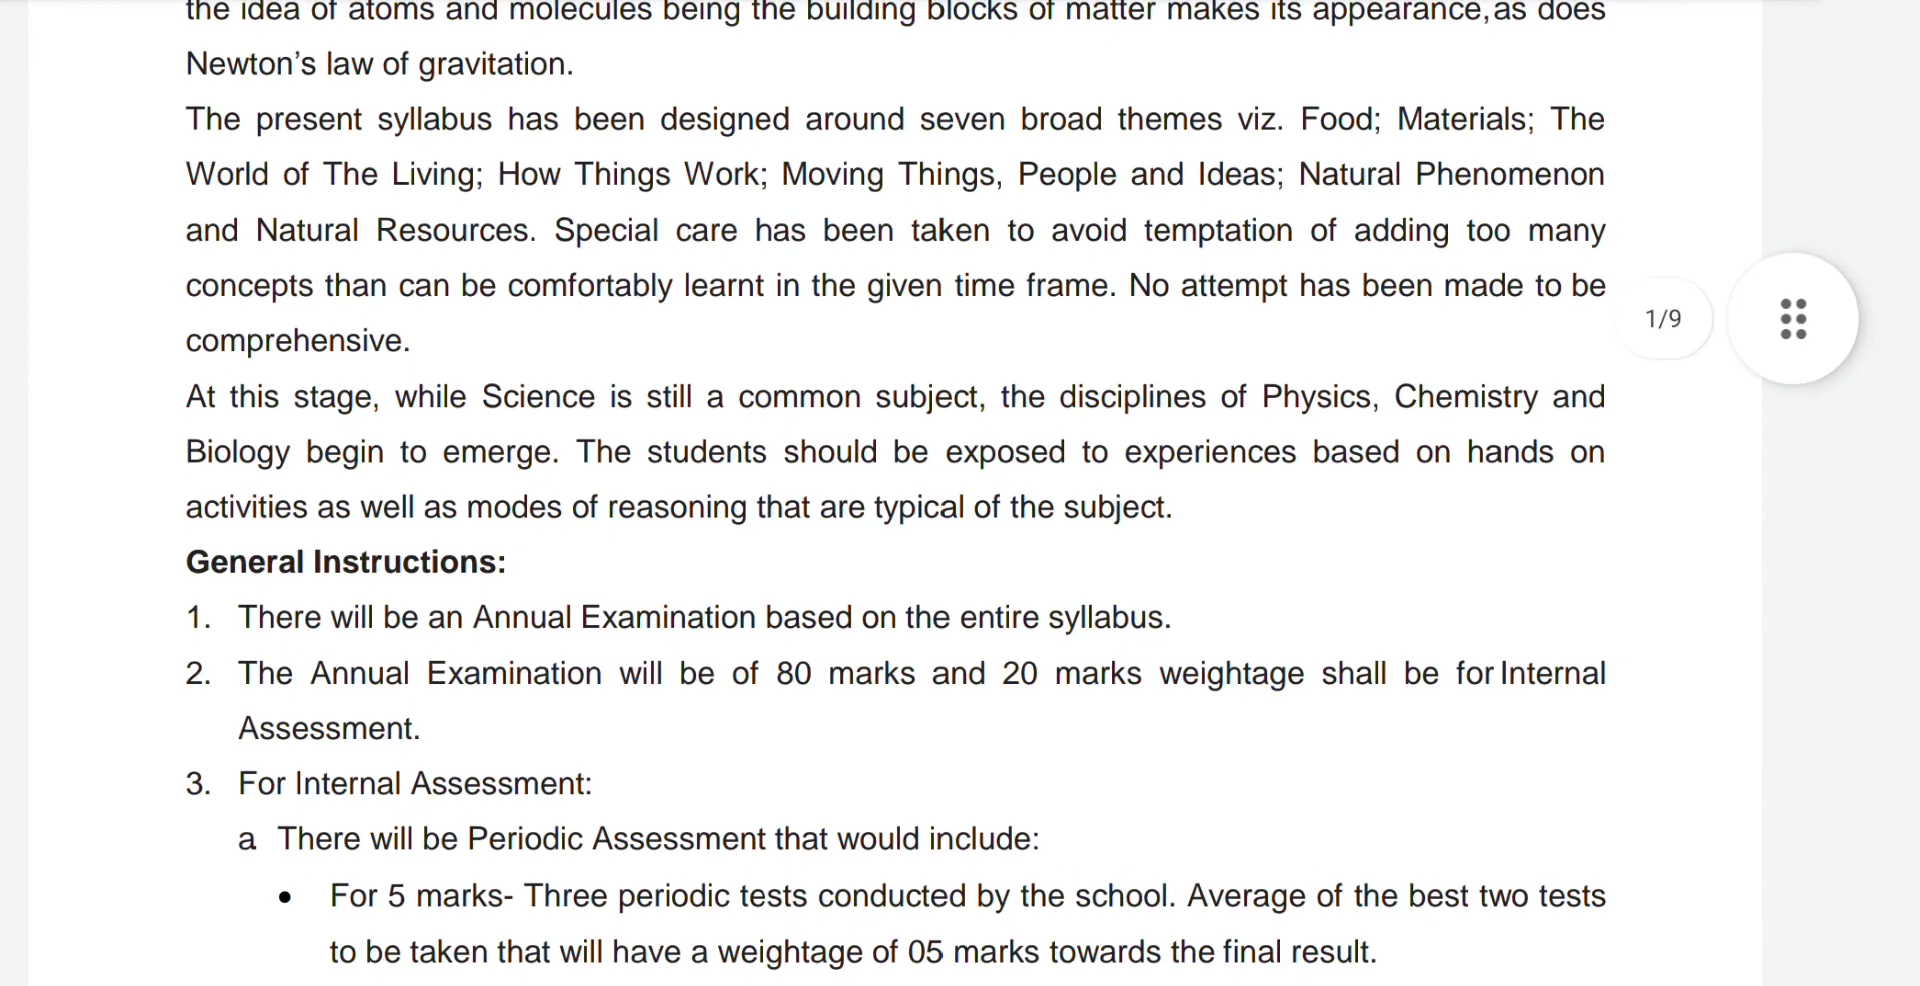 the idea of atoms and molecules being the building blocks of matter makes its appearance, as does
Newton’s law of gravitation.
The present syllabus has been designed around seven broad themes viz. Food; Materials; The
World of The Living; How Things Work; Moving Things, People and Ideas; Natural Phenomenon
and Natural Resources. Special care has been taken to avoid temptation of adding too many
concepts than can be comfortably learnt in the given time frame. No attempt has been made to be
comprehensive.
At this stage, while Science is still a common subject, the disciplines of Physics, Chemistry and
Biology begin to emerge. The students should be exposed to experiences based on hands on
activities as well as modes of reasoning that are typical of the subject.
General Instructions:
1. There will be an Annual Examination based on the entire syllabus.
2. The Annual Examination will be of 80 marks and 20 marks weightage shall be for Internal
Assessment.
3. For Internal Assessment:
a There will be Periodic Assessment that would include:
• For 5 marks- Three periodic tests conducted by the school. Average of the best two tests
to be taken that will have a weightage of 05 marks towards the final result.
1/9